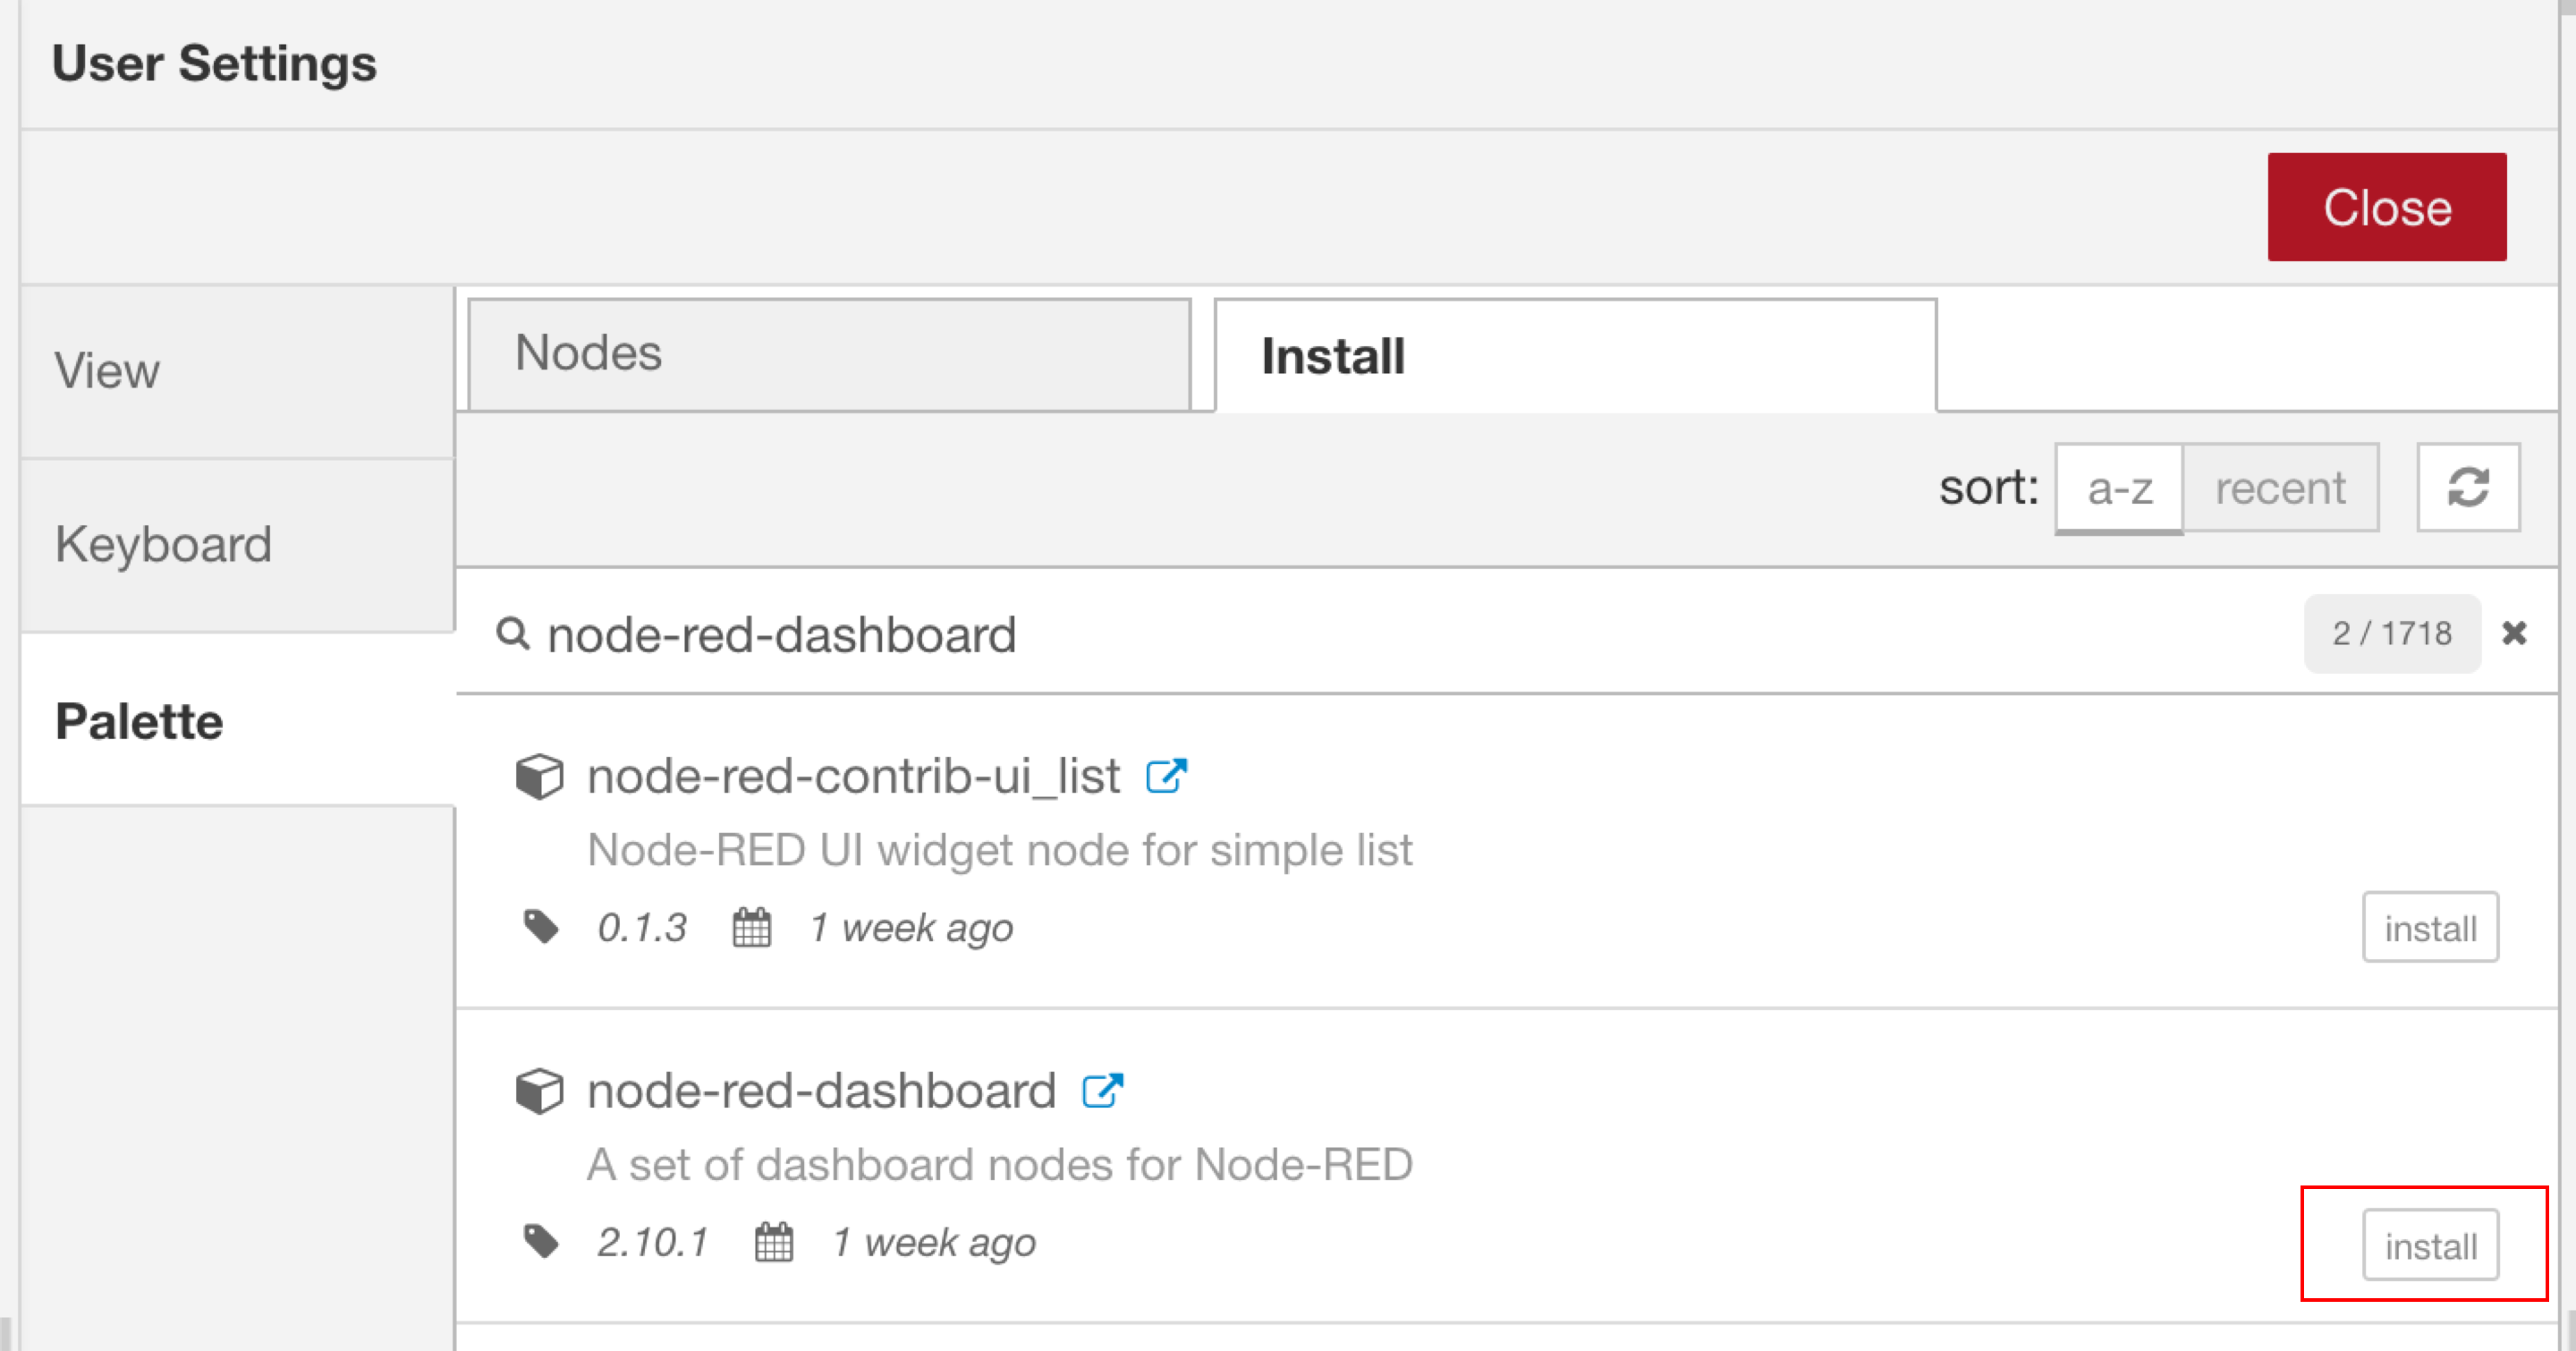 User Settings
Close
View
Nodes
Install
sort: a-z recent
Keyboard
node-red-dashboard
2 / 1718
Palette
node-red-contrib-ui_list
Node-RED UI widget node for simple list
0.1.3 1 week ago
install
node-red-dashboard
A set of dashboard nodes for Node-RED
2.10.1 1 week ago
install